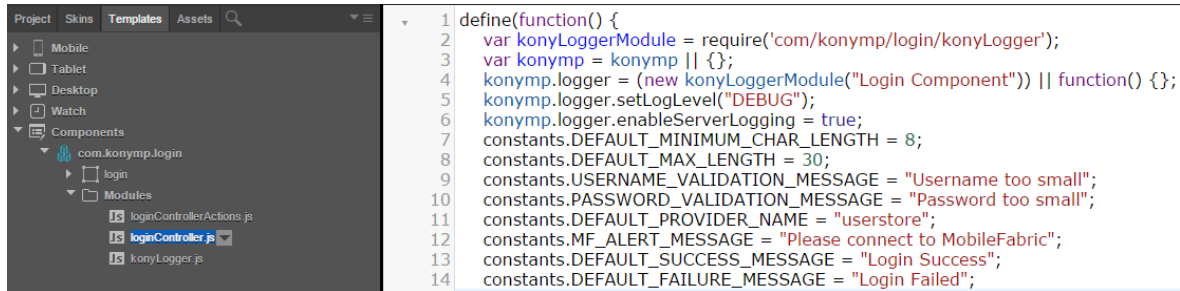 Project Skins Templates Assets
Mobile
Tablet
Desktop
Watch
Components
com.konymp.login
login
Modules
Js loginControllerActions.js
Js loginController.js
Js konyLogger.js
1 define(function() {
2 var konyLoggerModule = require('com/konymp/login/konyLogger');
3 var konymp = konymp || {};
4 konymp.logger = (new konyLoggerModule("Login Component")) || function() {};
5 konymp.logger.setLogLevel("DEBUG");
6 konymp.logger.enableServerLogging = true;
7 constants.DEFAULT_MINIMUM_CHAR_LENGTH = 8;
8 constants.DEFAULT_MAX_LENGTH = 30;
9 constants.USERNAME_VALIDATION_MESSAGE = "Username too small";
10 constants.PASSWORD_VALIDATION_MESSAGE = "Password too small";
11 constants.DEFAULT_PROVIDER_NAME = "userstore";
12 constants.MF_ALERT_MESSAGE = "Please connect to MobileFabric";
13 constants.DEFAULT_SUCCESS_MESSAGE = "Login Success";
14 constants.DEFAULT_FAILURE_MESSAGE = "Login Failed";